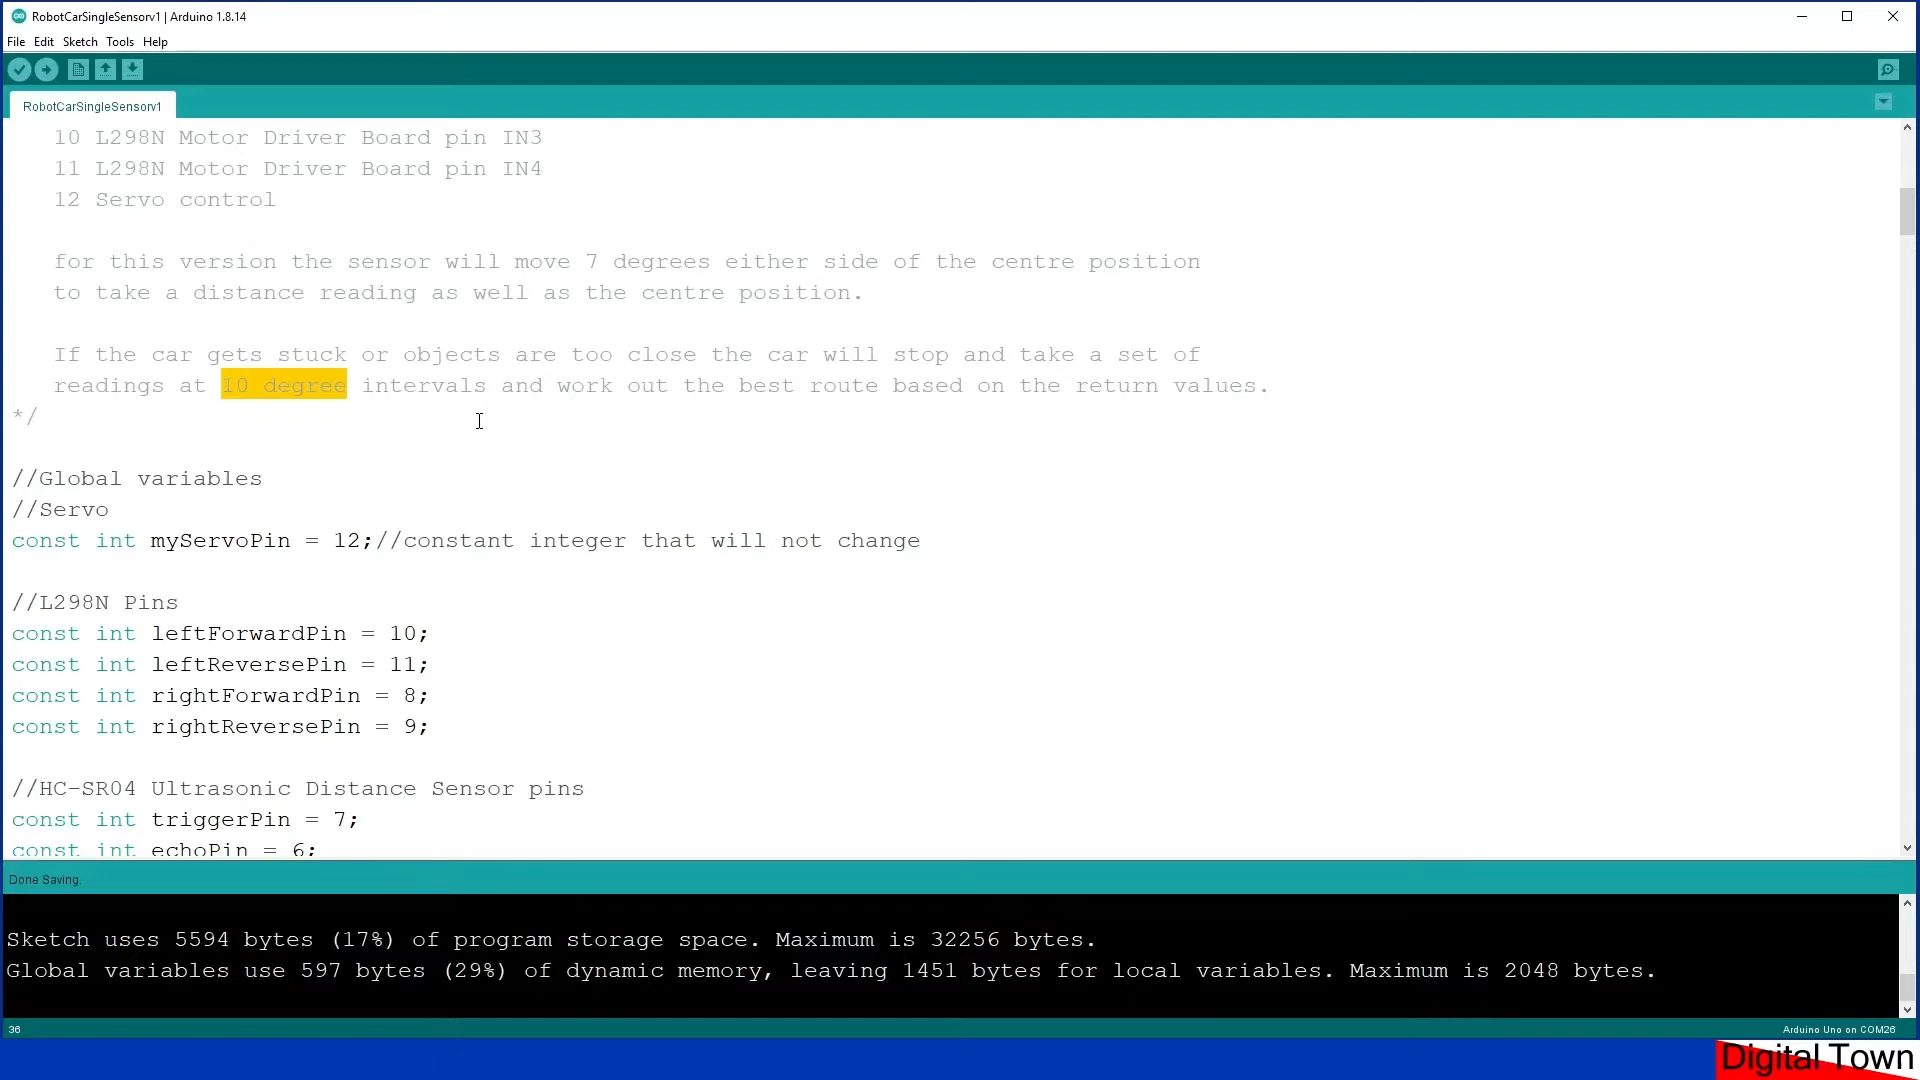 RobotCarSingleSensorv1 | Arduino 1.8.14
File Edit Sketch Tools Help
RobotCarSingleSensorv1
10 L298N Motor Driver Board pin IN3
11 L298N Motor Driver Board pin IN4
12 Servo control
for this version the sensor will move 7 degrees either side of the centre position
to take a distance reading as well as the centre position.
If the car gets stuck or objects are too close the car will stop and take a set of
readings at 10 degree intervals and work out the best route based on the return values.
*/
//Global variables
//Servo
const int myServoPin = 12;//constant integer that will not change
//L298N Pins
const int leftForwardPin = 10;
const int leftReversePin = 11;
const int rightForwardPin = 8;
const int rightReversePin = 9;
//HC-SR04 Ultrasonic Distance Sensor pins
const int triggerPin = 7;
const int echoPin = 6;
Done Saving.
Sketch uses 5594 bytes (17%) of program storage space. Maximum is 32256 bytes.
Global variables use 597 bytes (29%) of dynamic memory, leaving 1451 bytes for local variables. Maximum is 2048 bytes.
36
Arduino Uno on COM26
Digital Town